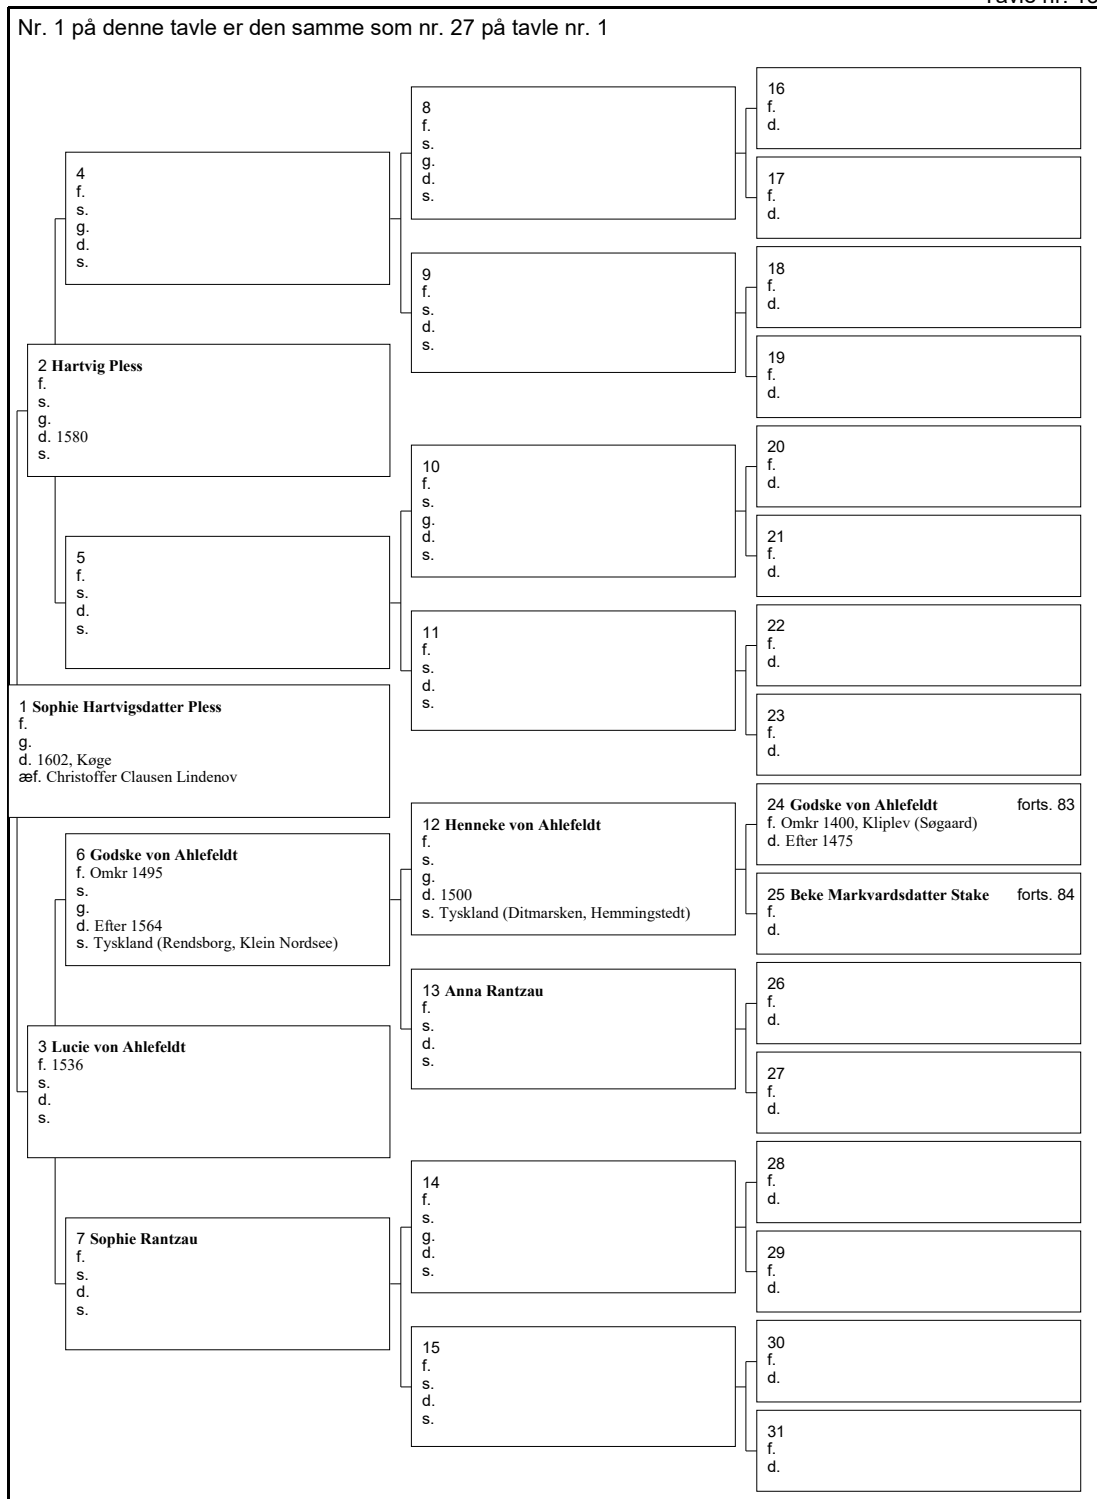 Nr. 1 på denne tavle er den samme som nr. 27 på tavle nr. 1
16
f.
d.
8
f.
s.
g.
d.
s.
17
f.
d.
4
f.
s.
g.
d.
s.
18
f.
d.
9
f.
s.
d.
s.
19
f.
d.
2 Hartvig Pless
f.
s.
g.
d. 1580
s.
20
f.
d.
10
f.
s.
g.
d.
s.
21
f.
d.
5
f.
s.
d.
s.
22
f.
d.
11
f.
s.
d.
s.
23
f.
d.
1 Sophie Hartvigsdatter Pless
f.
g.
d. 1602, Køge
æf. Christoffer Clausen Lindenov
24 Godske von Ahlefeldt forts. 83
f. Omkr 1400, Kliplev (Søgaard)
d. Efter 1475
12 Henneke von Ahlefeldt
f.
s.
g.
d. 1500
s. Tyskland (Ditmarsken, Hemmingstedt)
25 Beke Markvardsdatter Stake forts. 84
f.
d.
6 Godske von Ahlefeldt
f. Omkr 1495
s.
g.
d. Efter 1564
s. Tyskland (Rendsborg, Klein Nordsee)
26
f.
d.
13 Anna Rantzau
f.
s.
d.
s.
27
f.
d.
3 Lucie von Ahlefeldt
f. 1536
s.
d.
s.
28
f.
d.
14
f.
s.
g.
d.
s.
29
f.
d.
7 Sophie Rantzau
f.
s.
d.
s.
30
f.
d.
15
f.
s.
d.
s.
31
f.
d.